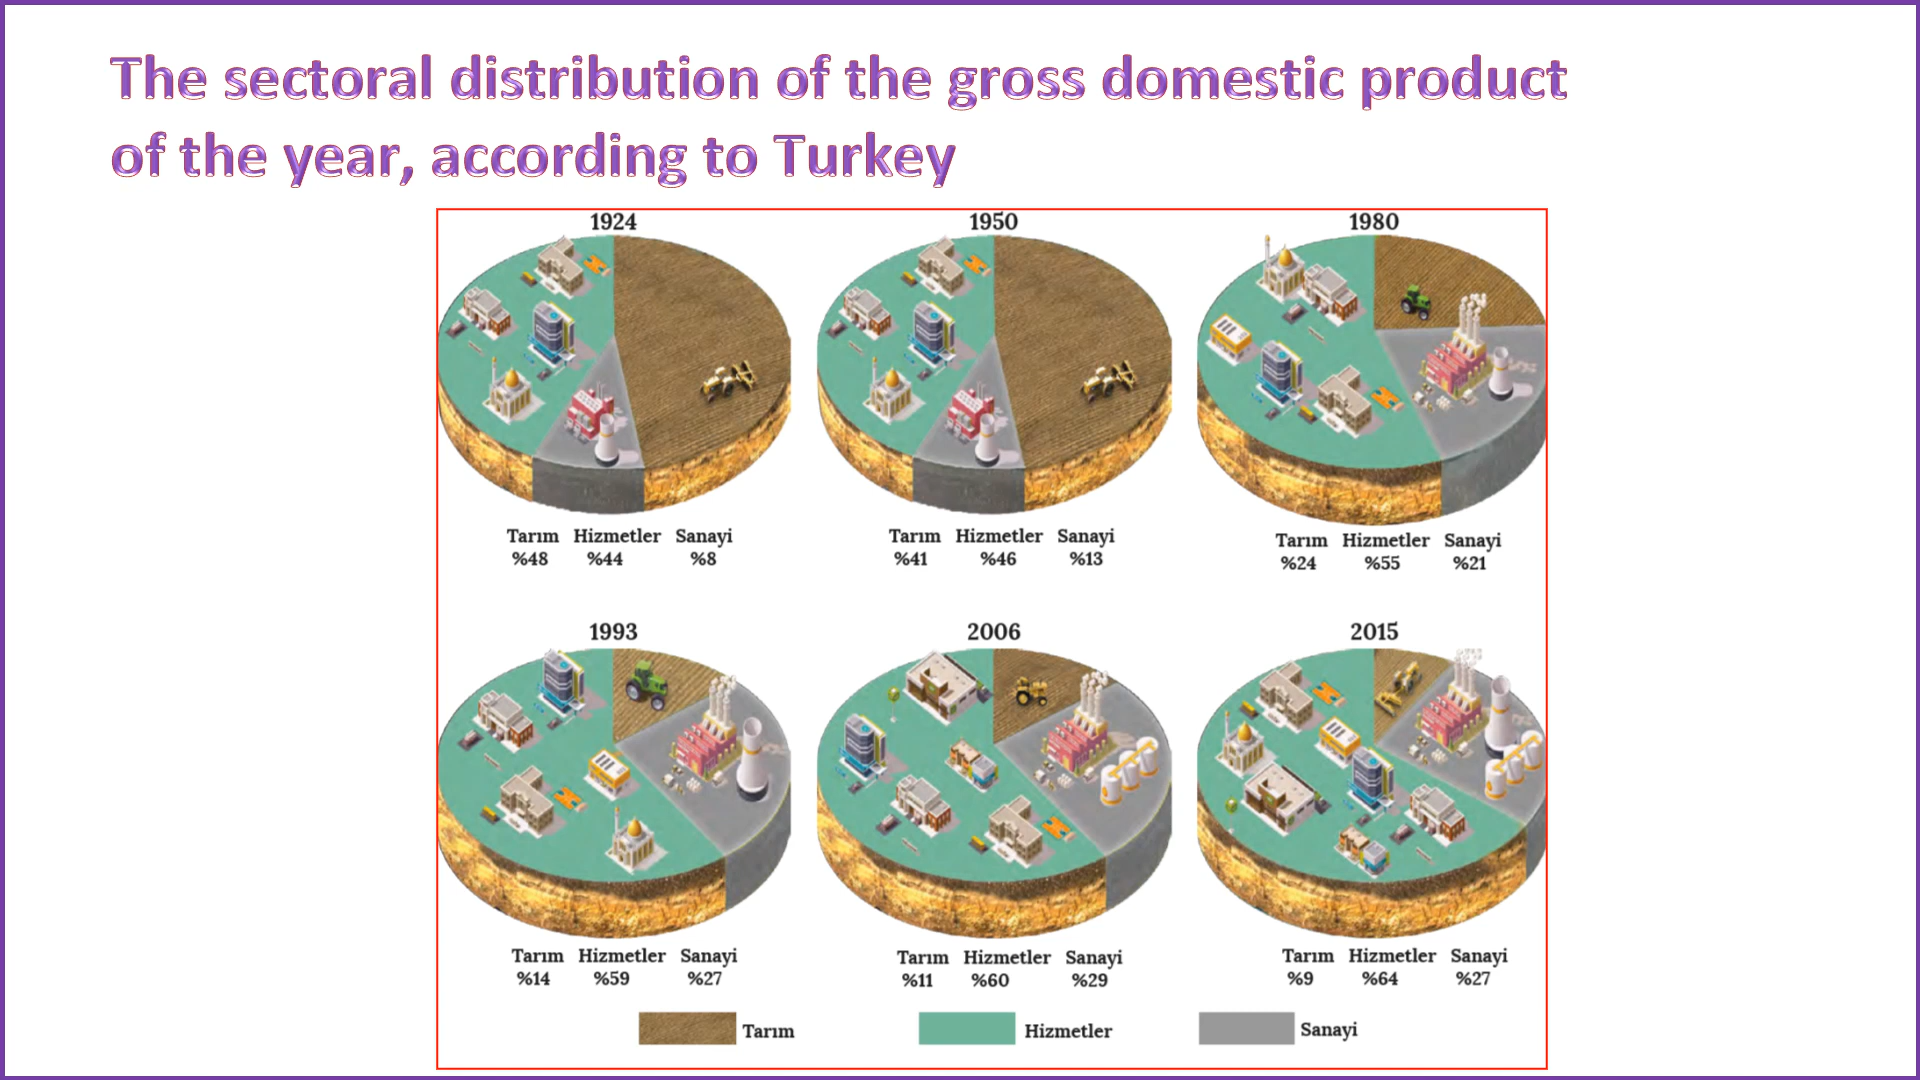 The sectoral distribution of the gross domestic product
of the year, according to Turkey
1924
1950
1980
Tarım Hizmetler Sanayi
%48 %44 %8
Tarım Hizmetler Sanayi
%41 %46 %13
Tarım Hizmetler Sanayi
%24 %55 %21
1993
2006
2015
Tarım Hizmetler Sanayi
%14 %59 %27
Tarım Hizmetler Sanayi
%11 %60 %29
Tarım Hizmetler Sanayi
%9 %64 %27
Tarım
Hizmetler
Sanayi